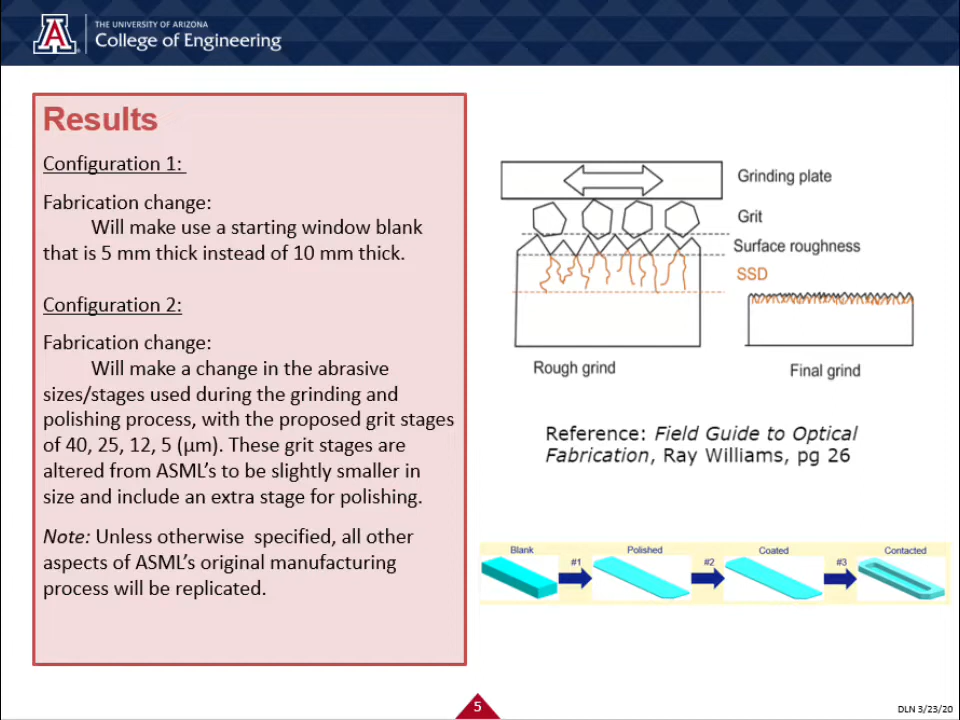 THE UNIVERSITY OF ARIZONA
College of Engineering
Results
Configuration 1:
Fabrication change:
Will make use a starting window blank
that is 5 mm thick instead of 10 mm thick.
Configuration 2:
Fabrication change:
Will make a change in the abrasive
sizes/stages used during the grinding and
polishing process, with the proposed grit stages
of 40, 25, 12, 5 (μm). These grit stages are
altered from ASML's to be slightly smaller in
size and include an extra stage for polishing.
Note: Unless otherwise specified, all other
aspects of ASML's original manufacturing
process will be replicated.
Grinding plate
Grit
Surface roughness
SSD
Rough grind
Final grind
Reference: Field Guide to Optical
Fabrication, Ray Williams, pg 26
Blank
Polished
Coated
Contacted
#1
#2
#3
5
DLN 3/23/20